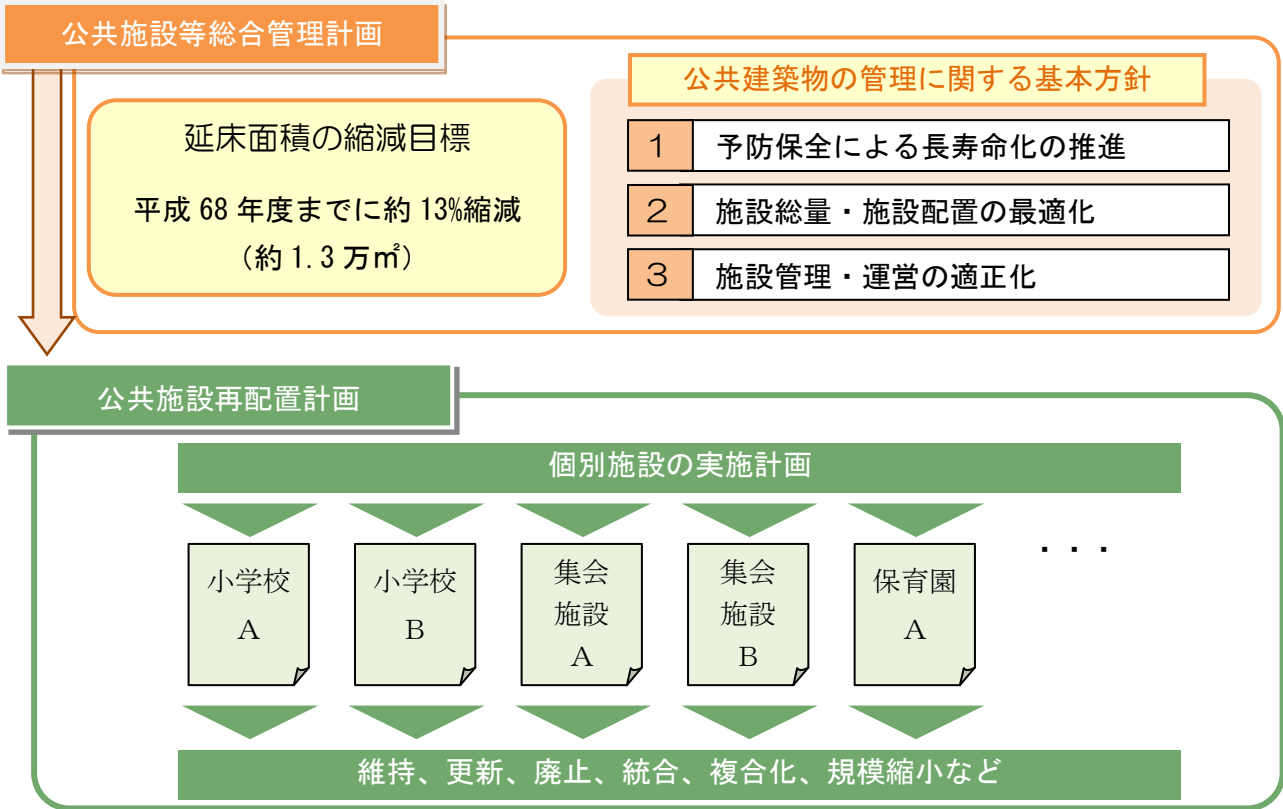 公共施設等総合管理計画
延床面積の縮減目標
平成 68 年度までに約 13%縮減
（約 1.3 万㎡）
公共建築物の管理に関する基本方針
１ 予防保全による長寿命化の推進
２ 施設総量・施設配置の最適化
３ 施設管理・運営の適正化
公共施設再配置計画
個別施設の実施計画
小学校
A
小学校
B
集会
施設
A
集会
施設
B
保育園
A
・・・
維持、更新、廃止、統合、複合化、規模縮小など